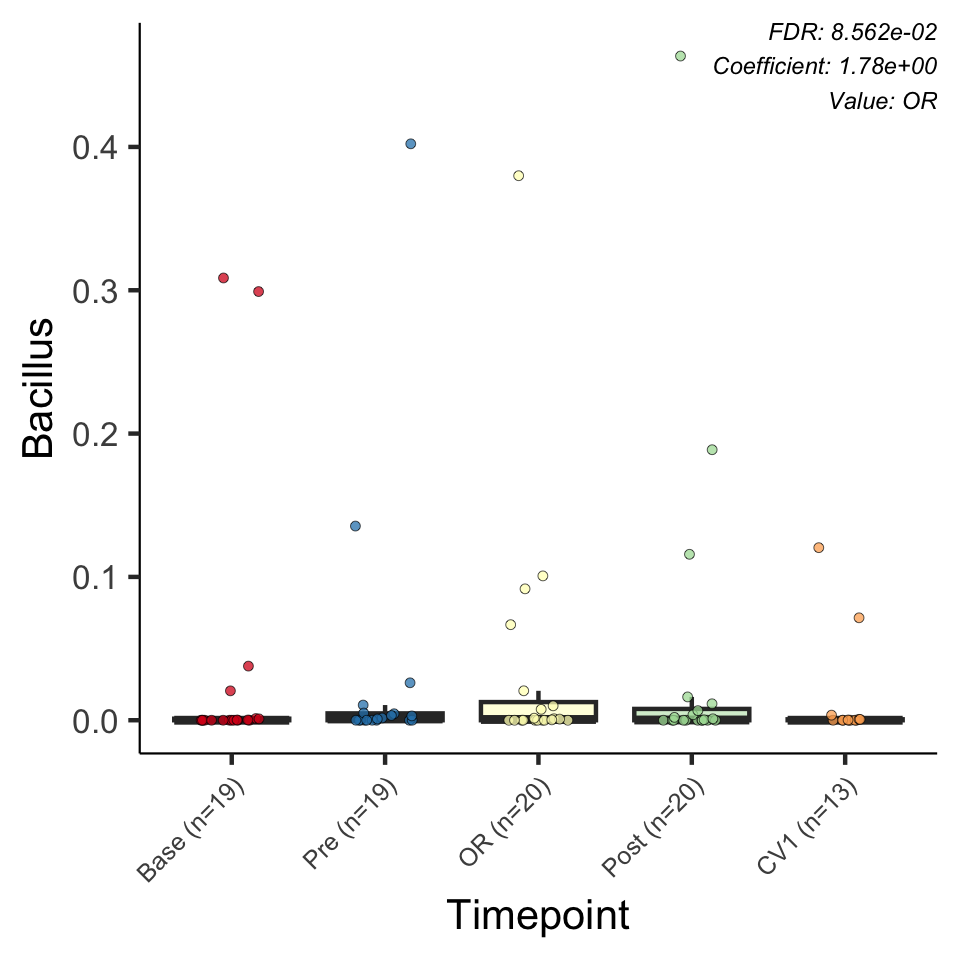 FDR: 8.562e-02
Coefficient: 1.78e+00
Value: OR
Bacillus
0.4
0.3
0.2
0.1
0.0
Base (n=19)
Pre (n=19)
OR (n=20)
Post (n=20)
CV1 (n=13)
Timepoint